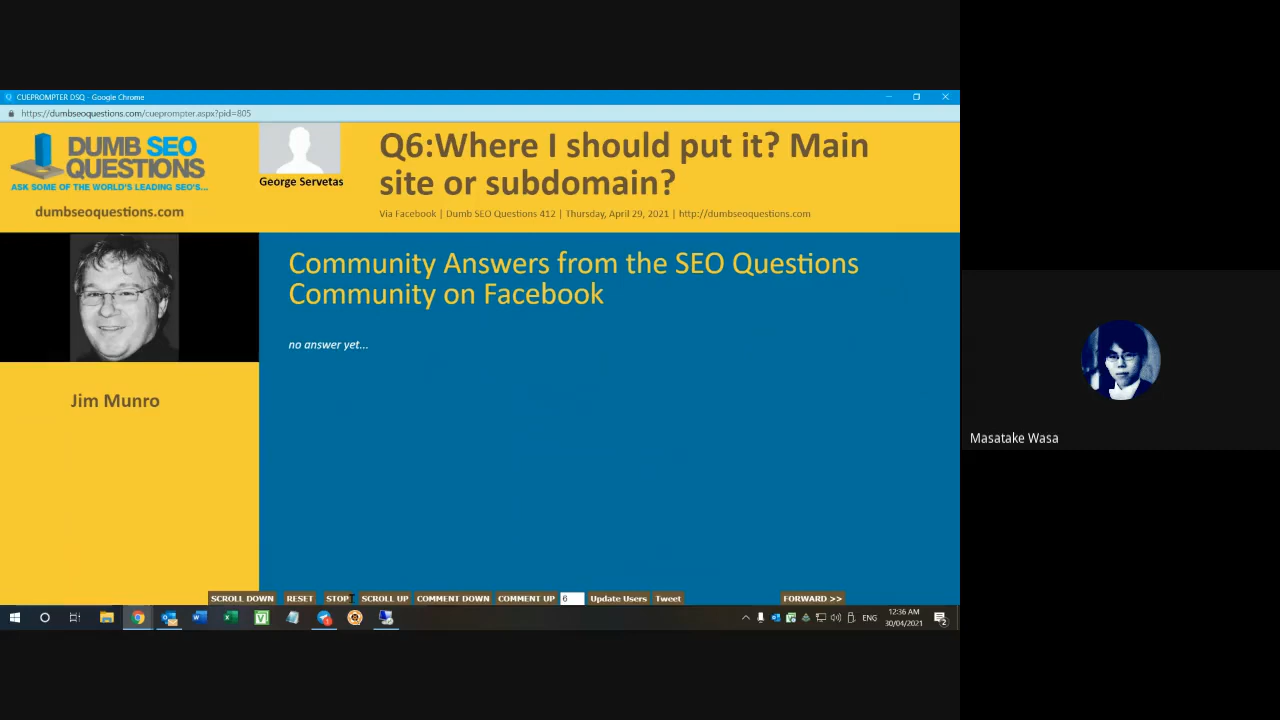 CUEPROMPTER DSQ - Google Chrome
https://dumbseoquestions.com/cueprompter.aspx?pid=805
DUMB SEO
QUESTIONS
ASK SOME OF THE WORLD'S LEADING SEO'S...
dumbseoquestions.com
George Servetas
Q6:Where I should put it? Main
site or subdomain?
Via Facebook | Dumb SEO Questions 412 | Thursday, April 29, 2021 | http://dumbseoquestions.com
Jim Munro
Community Answers from the SEO Questions
Community on Facebook
no answer yet...
Masatake Wasa
SCROLL DOWN RESET STOP SCROLL UP COMMENT DOWN COMMENT UP 6 Update Users Tweet FORWARD >>
ENG
12:36 AM
30/04/2021
2